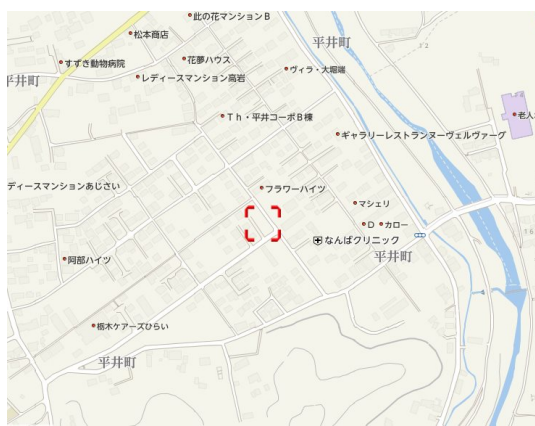 此の花マンションB
松本商店
平井町
すずき動物病院
花夢ハウス
ヴィラ・大堀端
平井町
レディースマンション高岩
老人
Th・平井コーポB棟
ギャラリーレストランヌーヴェルヴァーグ
ディースマンションあじさい
フラワーハイツ
マシェリ
D
カロー
なんばクリニック
平井町
阿部ハイツ
栃木ケアーズひらい
平井町